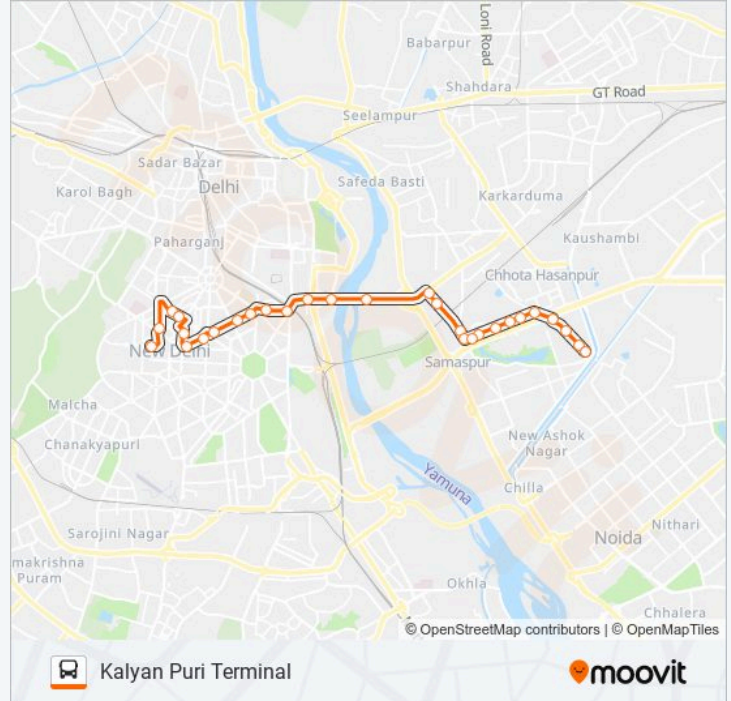 Loni Road
Babarpur
Shahdara
GT Road
Seelampur
Sadar Bazar
Karol Bagh
Delhi
Safeda Basti
Karkarduma
Paharganj
Kaushambi
Chhota Hasanpur
New Delhi
Samaspur
Malcha
Chanakyapuri
New Ashok
Nagar
Yamuna
Chilla
Sarojini Nagar
Noida
Nithari
makrishna
Puram
Okhla
Chhalera
© OpenStreetMap contributors | © OpenMapTiles
Kalyan Puri Terminal
moovit